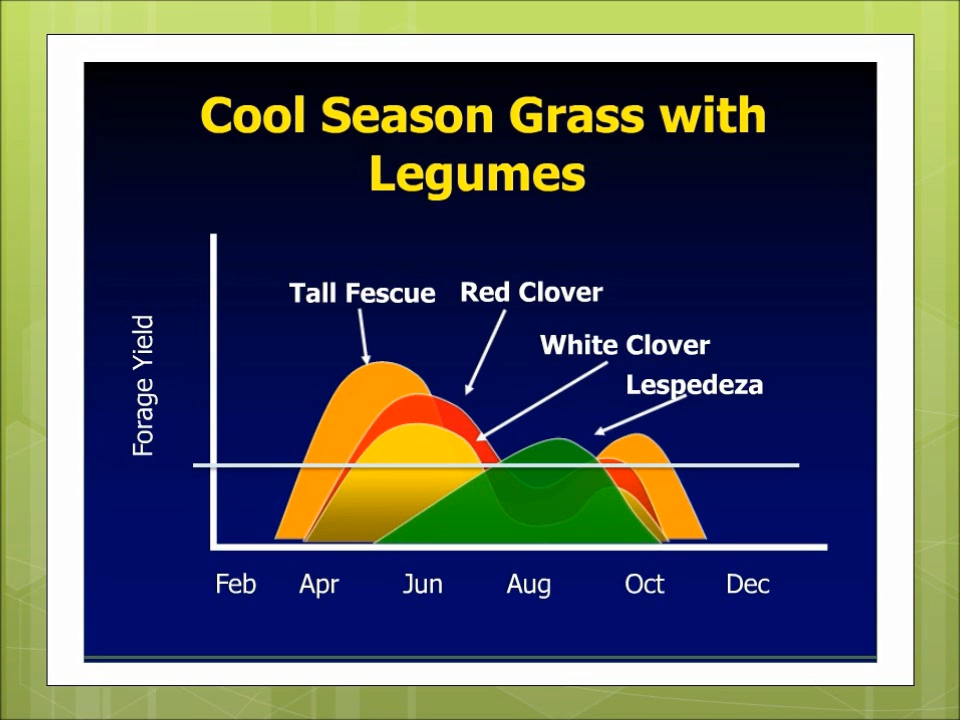 Cool Season Grass with
Legumes
Tall Fescue
Red Clover
White Clover
Lespedeza
Forage Yield
Feb Apr Jun Aug Oct Dec